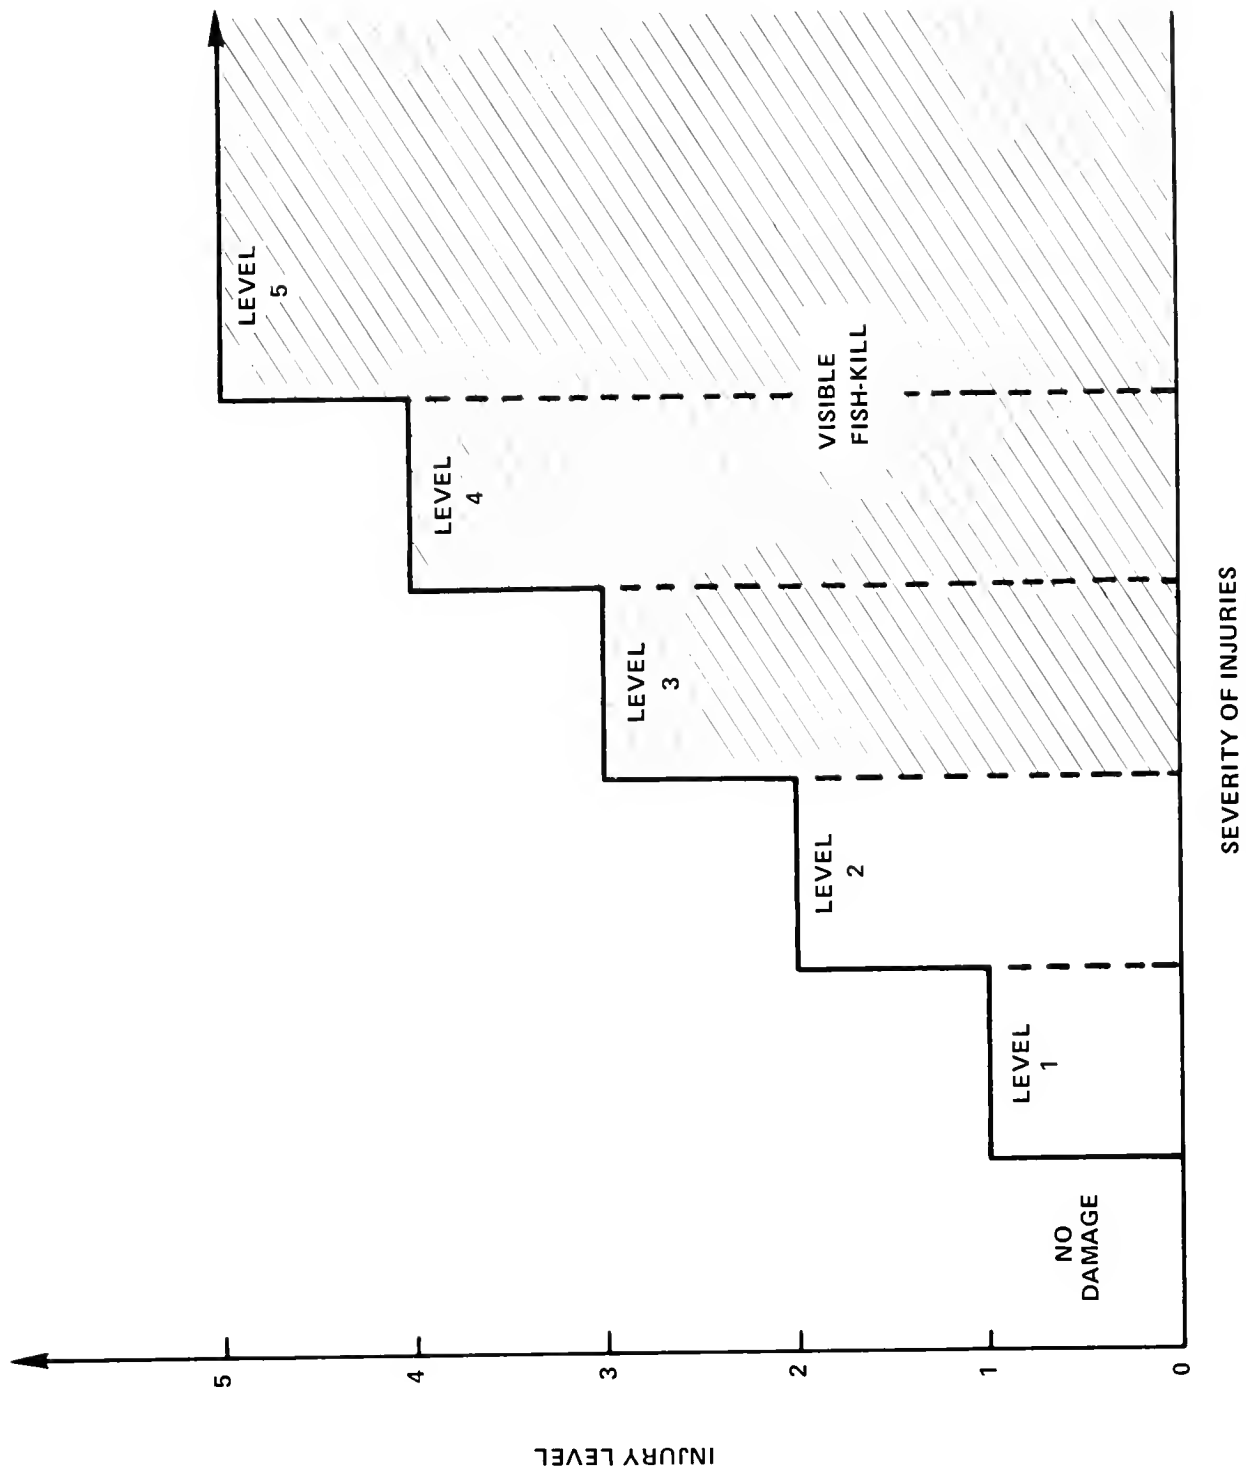 INJURY LEVEL
5
4
3
2
1
0
NO
DAMAGE
LEVEL
1
LEVEL
2
LEVEL
3
LEVEL
4
LEVEL
5
VISIBLE
FISH-KILL
SEVERITY OF INJURIES